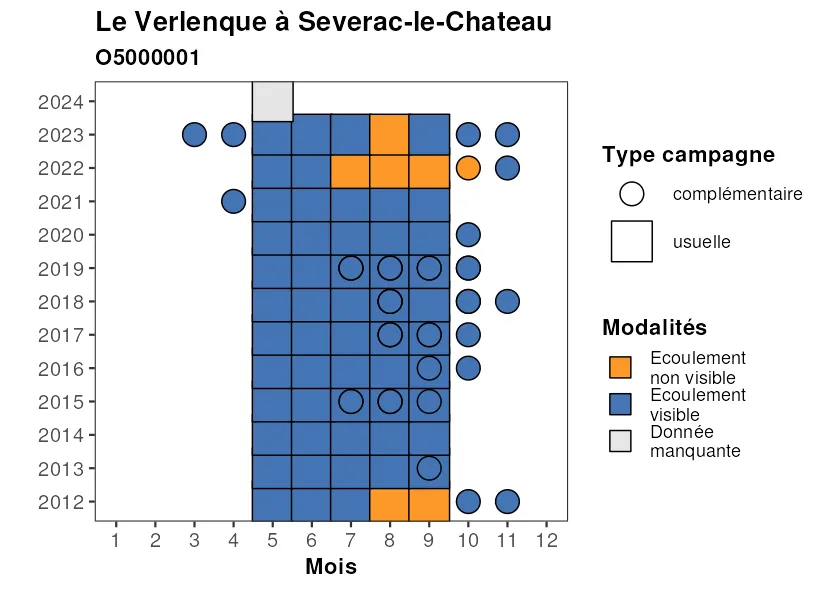 Le Verlenque à Severac-le-Chateau
O5000001
2024
2023
2022
2021
2020
2019
2018
2017
2016
2015
2014
2013
2012
1 2 3 4 5 6 7 8 9 10 11 12
Mois
Type campagne
complémentaire
usuelle
Modalités
Ecoulement
non visible
Ecoulement
visible
Donnée
manquante